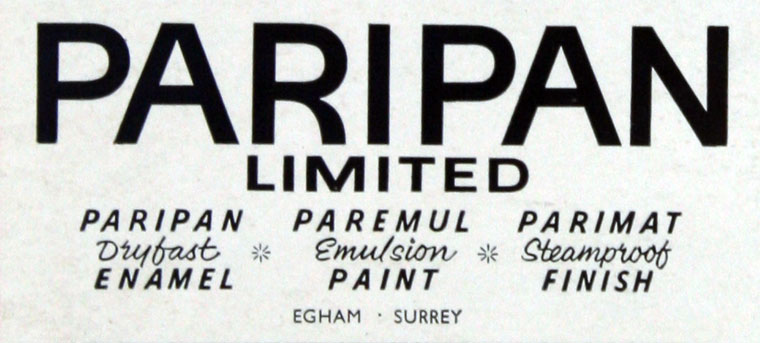 PARIPAN
LIMITED
PARIPAN PAREMUL PARIMAT
Dryfast * Emulsion * Steamproof
ENAMEL PAINT FINISH
EGHAM · SURREY